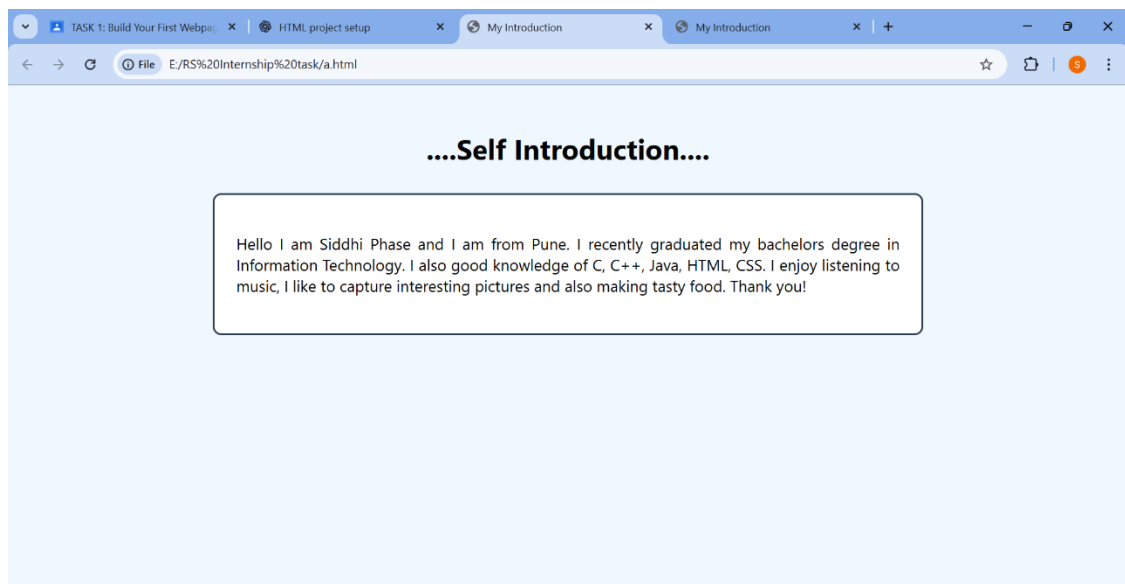 TASK 1: Build Your First Webpag
HTML project setup
My Introduction
My Introduction
File
E:/RS%20Internship%20task/a.html
S
....Self Introduction....
Hello I am Siddhi Phase and I am from Pune. I recently graduated my bachelors degree in
Information Technology. I also good knowledge of C, C++, Java, HTML, CSS. I enjoy listening to
music, I like to capture interesting pictures and also making tasty food. Thank you!